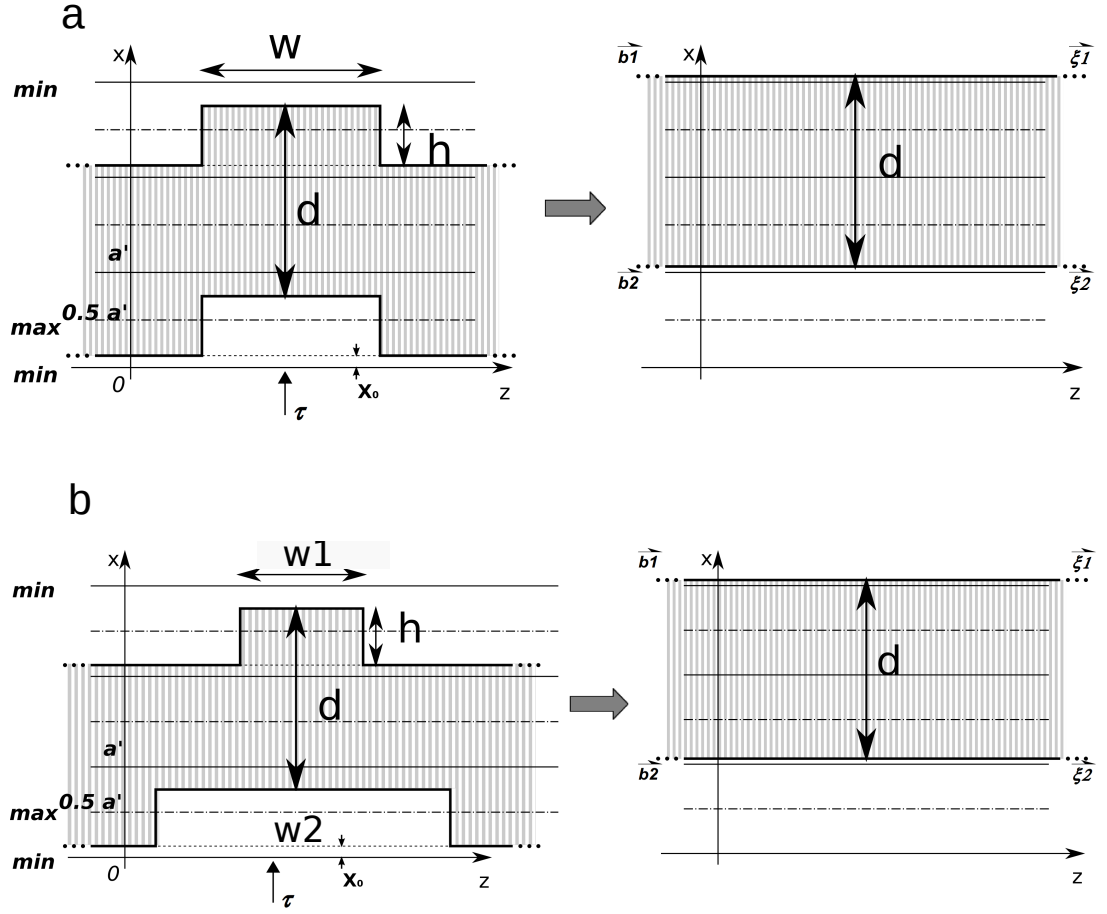 a
x
w
min
h
d
a'
0.5 a'
max
min
0
x₀
z
τ
b1
x
ξ1
d
b2
ξ2
z
b
x
w1
min
h
d
a'
0.5 a'
max
w2
min
0
x₀
z
τ
b1
x
ξ1
d
b2
ξ2
z